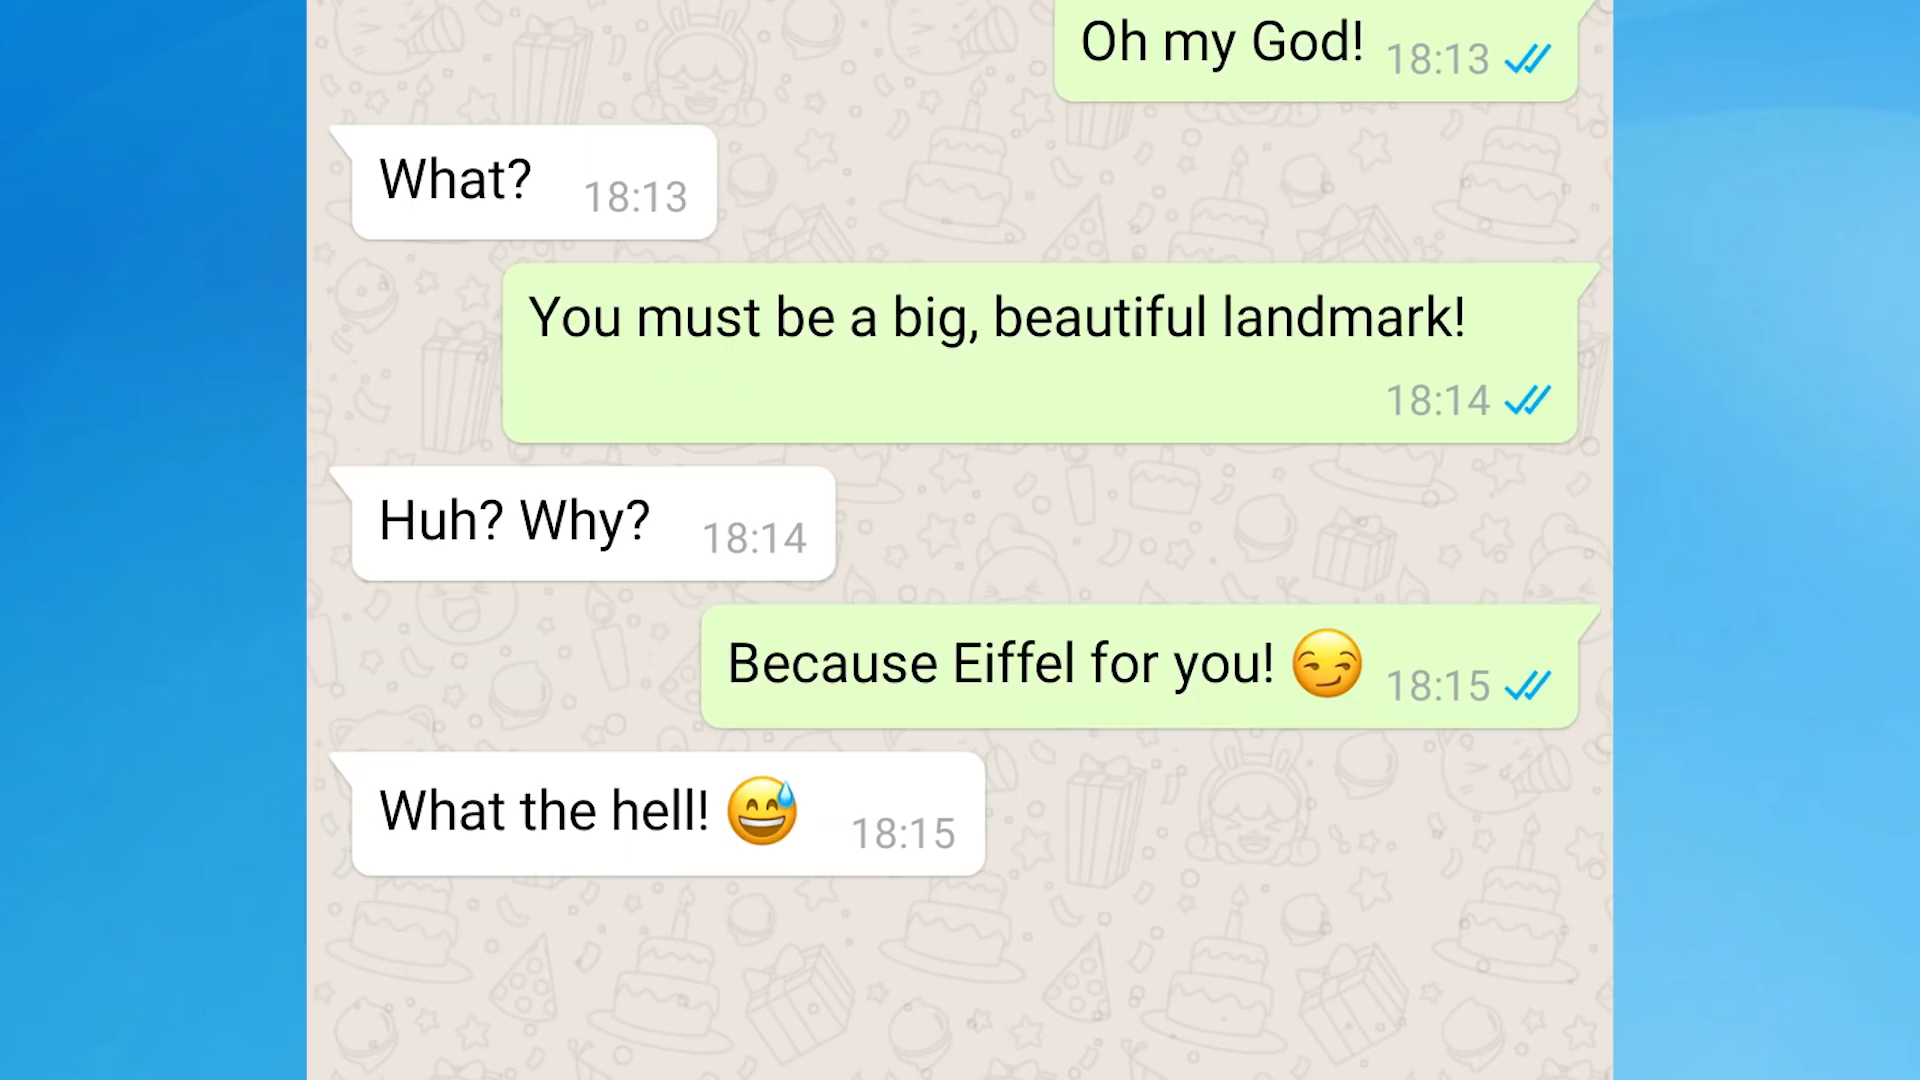 Oh my God! 18:13
What? 18:13
You must be a big, beautiful landmark!
18:14
Huh? Why? 18:14
Because Eiffel for you! 😏 18:15
What the hell! 😅 18:15